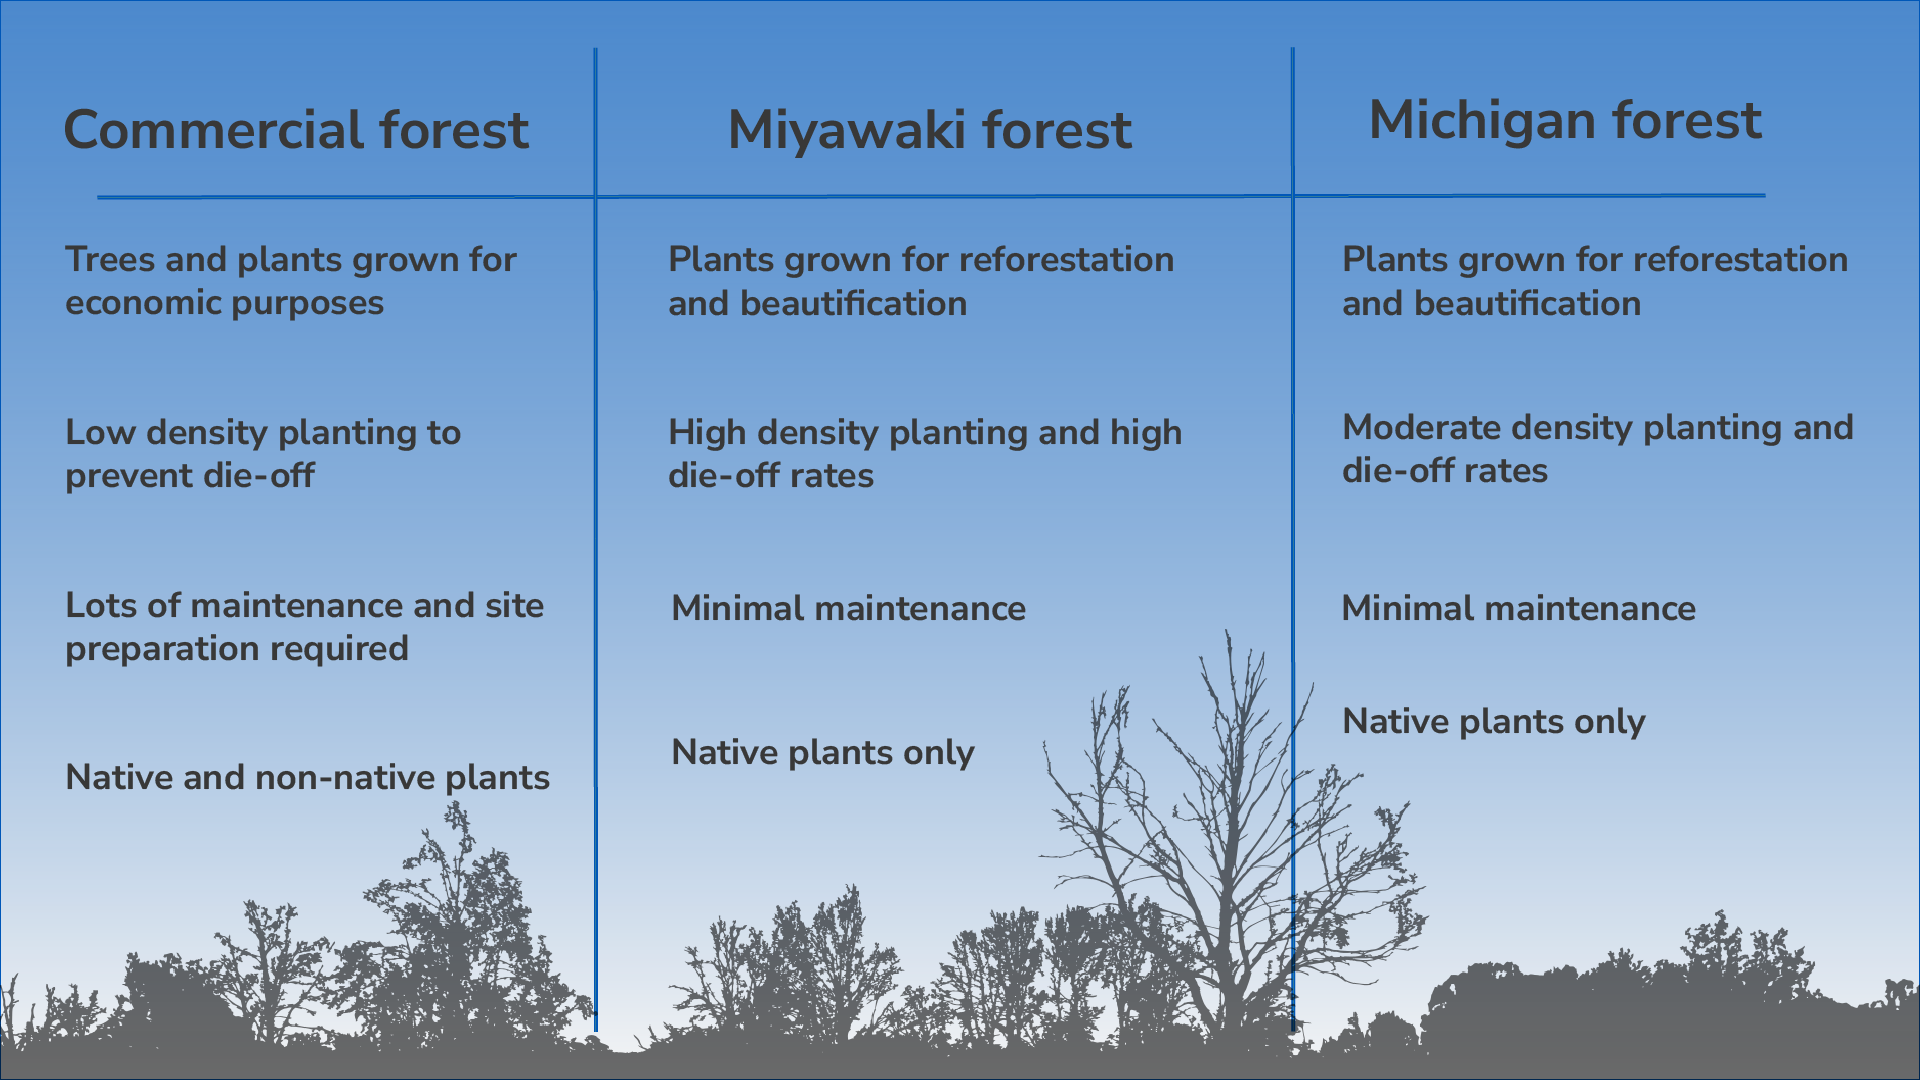 Commercial forest
Miyawaki forest
Michigan forest
Trees and plants grown for
economic purposes
Plants grown for reforestation
and beautification
Plants grown for reforestation
and beautification
Low density planting to
prevent die-off
High density planting and high
die-off rates
Moderate density planting and
die-off rates
Lots of maintenance and site
preparation required
Minimal maintenance
Minimal maintenance
Native and non-native plants
Native plants only
Native plants only